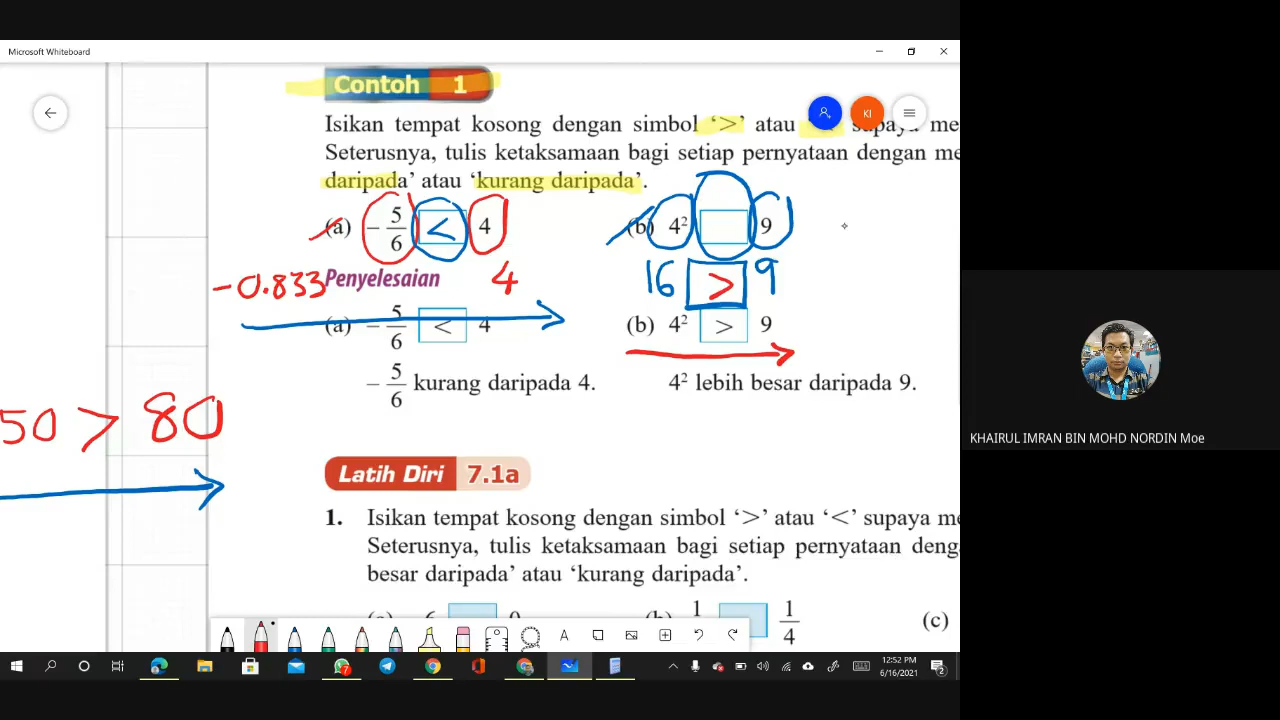 Microsoft Whiteboard
Contoh 1
KI
Isikan tempat kosong dengan simbol ‘>’ atau supaya me
Seterusnya, tulis ketaksamaan bagi setiap pernyataan dengan me
daripada’ atau ‘kurang daripada’.
(a) – 5/6 < 4
(b) 4² 9
-0.833 4
16 > 9
Penyelesaian
(a) – 5/6 < 4
(b) 4² > 9
– 5/6 kurang daripada 4.
4² lebih besar daripada 9.
50 > 80
Latih Diri 7.1a
1. Isikan tempat kosong dengan simbol ‘>’ atau ‘<’ supaya me
Seterusnya, tulis ketaksamaan bagi setiap pernyataan deng
besar daripada’ atau ‘kurang daripada’.
1/4
(c)
A
KHAIRUL IMRAN BIN MOHD NORDIN Moe
7
12:52 PM
6/16/2021
2